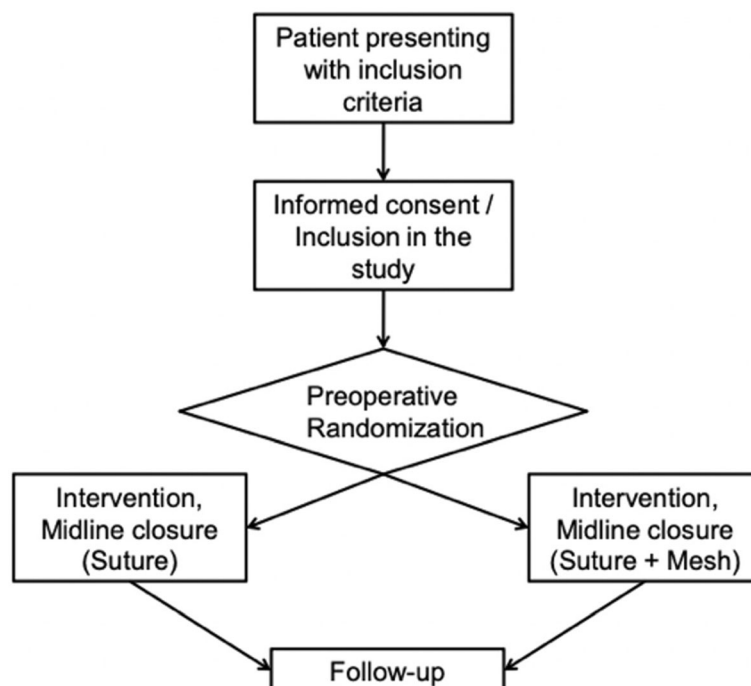 Patient presenting
with inclusion
criteria
Informed consent /
Inclusion in the
study
Preoperative
Randomization
Intervention,
Midline closure
(Suture)
Intervention,
Midline closure
(Suture + Mesh)
Follow-up